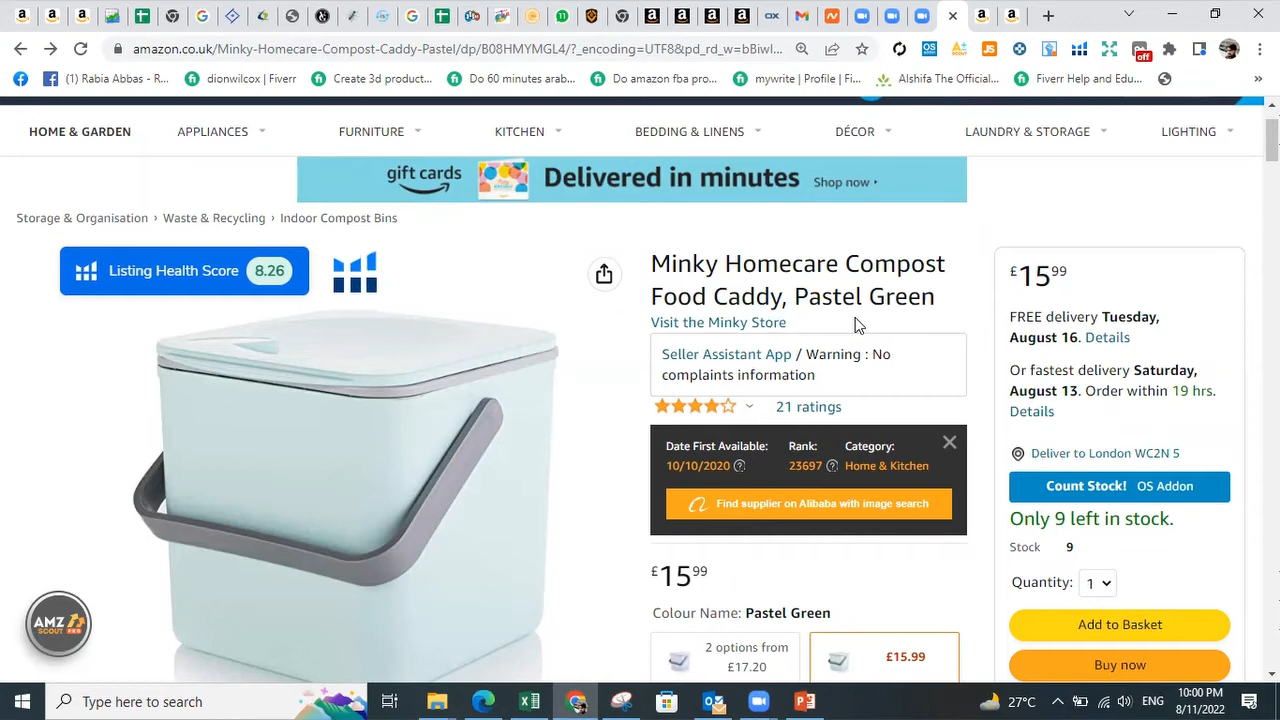 amazon.co.uk/Minky-Homecare-Compost-Caddy-Pastel/dp/B08HMYMGL4/?_encoding=UTF8&pd_rd_w=bBiwl...
off
(1) Rabia Abbas - R...
dionwilcox | Fiverr
Create 3d product...
Do 60 minutes arab...
Do amazon fba pro...
mywrite | Profile | Fi...
Alshifa The Official...
Fiverr Help and Edu...
HOME & GARDEN
APPLIANCES
FURNITURE
KITCHEN
BEDDING & LINENS
DÉCOR
LAUNDRY & STORAGE
LIGHTING
gift cards
Delivered in minutes
Shop now
Storage & Organisation › Waste & Recycling › Indoor Compost Bins
Listing Health Score 8.26
Minky Homecare Compost
Food Caddy, Pastel Green
Visit the Minky Store
Seller Assistant App / Warning : No
complaints information
21 ratings
Date First Available: Rank: Category:
10/10/2020 23697 Home & Kitchen
Find supplier on Alibaba with image search
£15 99
Colour Name: Pastel Green
2 options from
£17.20
£15.99
£15 99
FREE delivery Tuesday,
August 16. Details
Or fastest delivery Saturday,
August 13. Order within 19 hrs.
Details
Deliver to London WC2N 5
Count Stock! OS Addon
Only 9 left in stock.
Stock 9
Quantity: 1
Add to Basket
Buy now
AMZ
SCOUT PRO
Type here to search
27°C
ENG
10:00 PM
8/11/2022